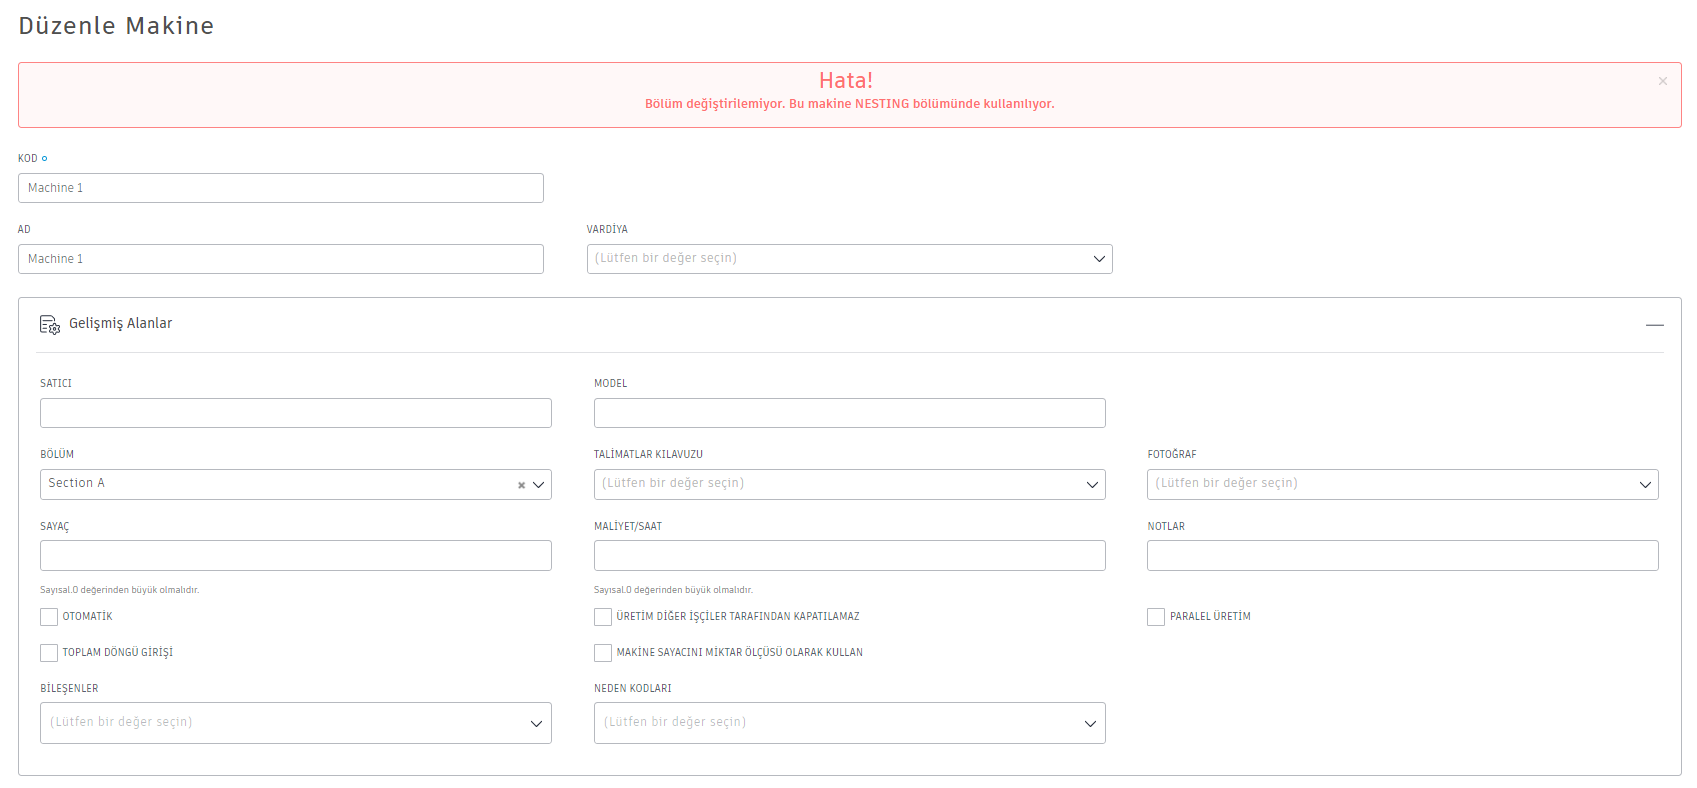 Düzenle Makine
Hata!
Bölüm değiştirilemiyor. Bu makine NESTING bölümünde kullanılıyor.
KOD
Machine 1
AD
VARDİYA
Machine 1
(Lütfen bir değer seçin)
Gelişmiş Alanlar
SATICI
MODEL
BÖLÜM
TALİMATLAR KILAVUZU
FOTOĞRAF
Section A
(Lütfen bir değer seçin)
(Lütfen bir değer seçin)
SAYAÇ
MALİYET/SAAT
NOTLAR
Sayısal.0 değerinden büyük olmalıdır.
Sayısal.0 değerinden büyük olmalıdır.
OTOMATİK
ÜRETİM DİĞER İŞÇİLER TARAFINDAN KAPATILAMAZ
PARALEL ÜRETİM
TOPLAM DÖNGÜ GİRİŞİ
MAKİNE SAYACINI MİKTAR ÖLÇÜSÜ OLARAK KULLAN
BİLEŞENLER
NEDEN KODLARI
(Lütfen bir değer seçin)
(Lütfen bir değer seçin)